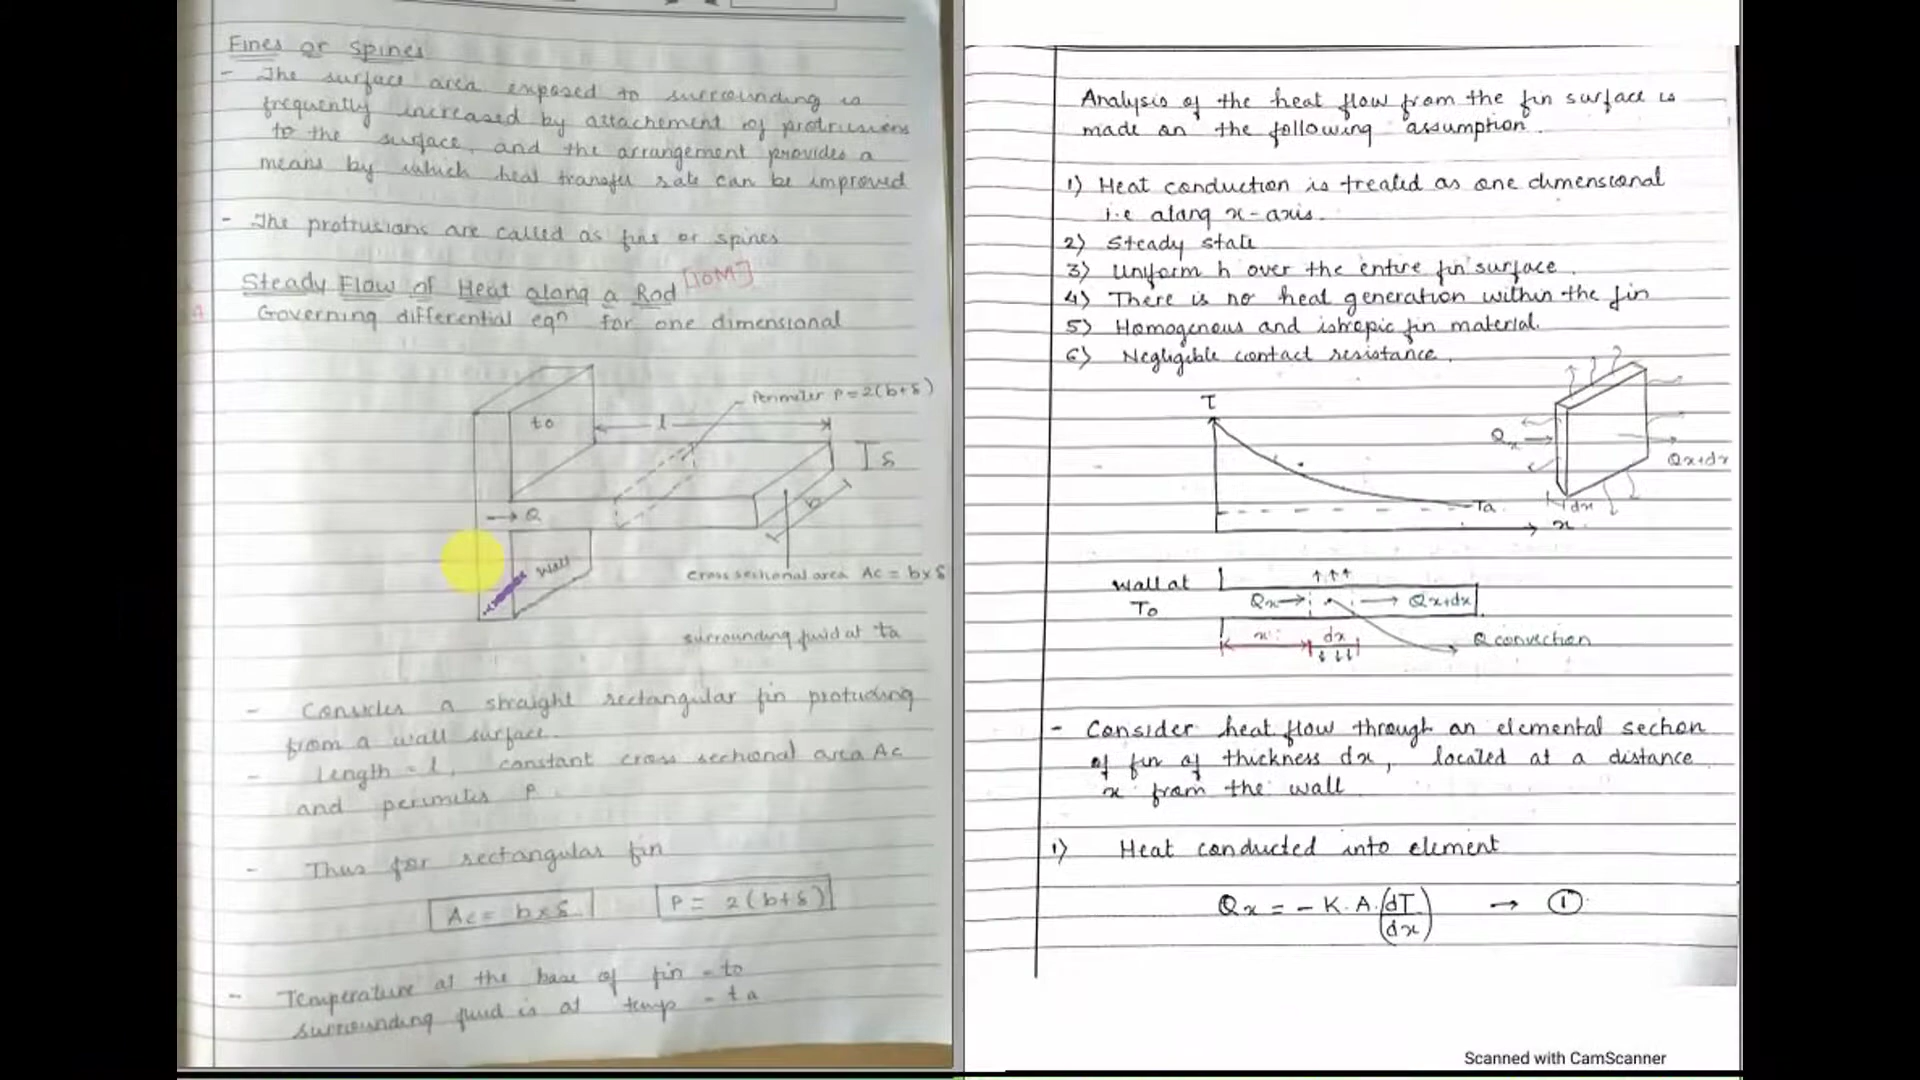 Fines or spines
- The surface area exposed to surrounding is
frequently increased by attachement of protrusions
to the surface, and the arrangement provides a
means by which heat transfer rate can be improved
- The protrusions are called as fins or spines
Steady Flow of Heat along a Rod [10M]
Governing differential eqn for one dimensional
Perimeter P=2(b+δ)
to
l
δ
b
→ Q
wall
cross sectional area Ac = b×δ
surrounding fluid at ta
- Consider a straight rectangular fin protuding
from a wall surface.
- Length = l, constant cross sectional area Ac
and perimeter P.
- Thus for rectangular fin
Ac = b×δ P = 2(b+δ)
- Temperature at the base of fin - to
surrounding fluid is at temp - ta
Analysis of the heat flow from the fin surface is
made on the following assumption.
1) Heat conduction is treated as one dimensional
i.e along x-axis.
2) Steady state
3) Uniform h over the entire fin surface.
4) There is no heat generation within the fin
5) Homogenous and istropic fin material.
6) Negligible contact resistance.
T
Qx
Qx+dx
Ta
dx
x
wall at
To
Qx → → Qx+dx
x dx
Q convection
- Consider heat flow through an elemental section
of fin of thickness dx, located at a distance
x from the wall
1) Heat conducted into element
Qx = - K.A.(dT/dx) → ①
Scanned with CamScanner